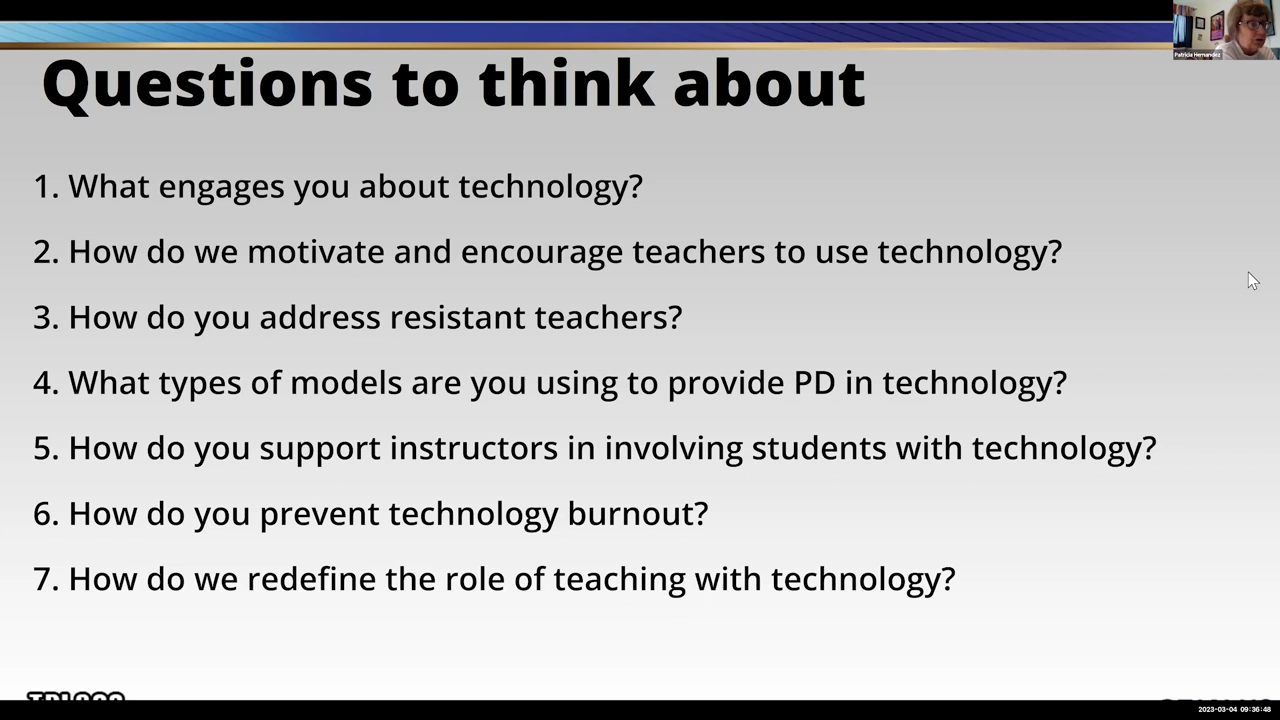 Patricia Hernandez
Questions to think about
1. What engages you about technology?
2. How do we motivate and encourage teachers to use technology?
3. How do you address resistant teachers?
4. What types of models are you using to provide PD in technology?
5. How do you support instructors in involving students with technology?
6. How do you prevent technology burnout?
7. How do we redefine the role of teaching with technology?
2023-03-04 09:36:48